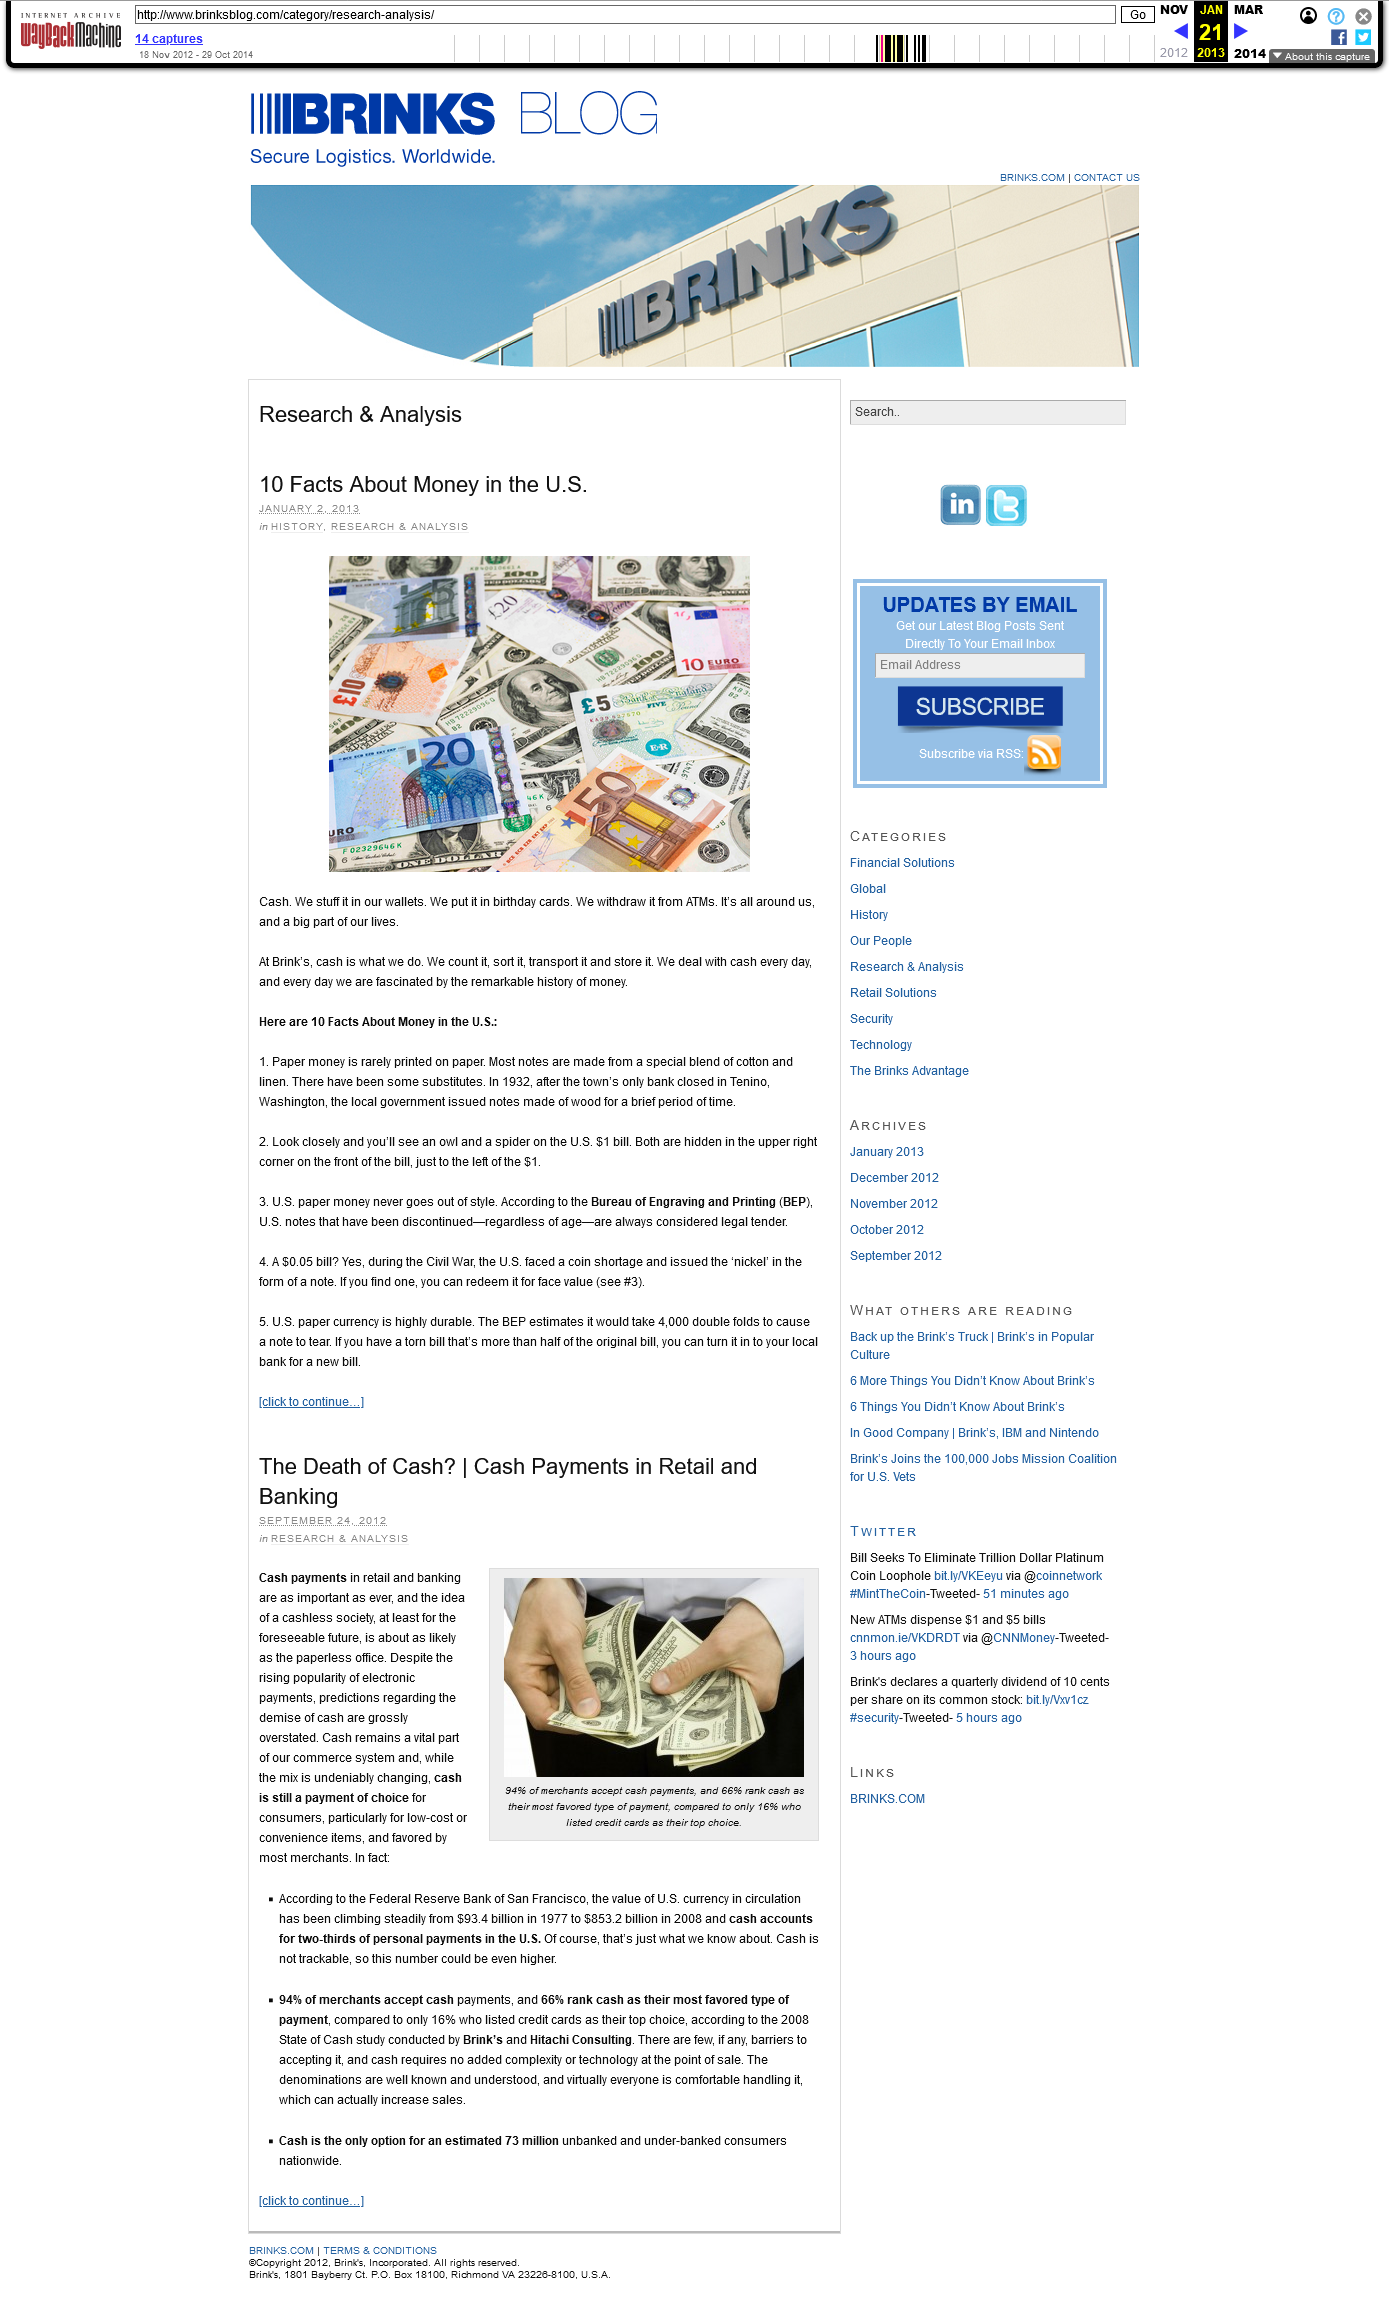 INTERNET ARCHIVE
WayBackMachine
http://www.brinksblog.com/category/research-analysis/
Go
NOV
JAN
MAR
14 captures
21
18 Nov 2012 - 29 Oct 2014
2012
2013
2014
About this capture
BRINKS BLOG
Secure Logistics. Worldwide.
BRINKS.COM | CONTACT US
BRINKS
Research & Analysis
10 Facts About Money in the U.S.
JANUARY 2, 2013
in HISTORY, RESEARCH & ANALYSIS
£20
10 EURO
£10
£5
FIVE
20
50
EURO
F 02329646 E
ONE DOLLAR
Cash. We stuff it in our wallets. We put it in birthday cards. We withdraw it from ATMs. It's all around us,
and a big part of our lives.
At Brink's, cash is what we do. We count it, sort it, transport it and store it. We deal with cash every day,
and every day we are fascinated by the remarkable history of money.
Here are 10 Facts About Money in the U.S.:
1. Paper money is rarely printed on paper. Most notes are made from a special blend of cotton and
linen. There have been some substitutes. In 1932, after the town's only bank closed in Tenino,
Washington, the local government issued notes made of wood for a brief period of time.
2. Look closely and you'll see an owl and a spider on the U.S. $1 bill. Both are hidden in the upper right
corner on the front of the bill, just to the left of the $1.
3. U.S. paper money never goes out of style. According to the Bureau of Engraving and Printing (BEP),
U.S. notes that have been discontinued—regardless of age—are always considered legal tender.
4. A $0.05 bill? Yes, during the Civil War, the U.S. faced a coin shortage and issued the 'nickel' in the
form of a note. If you find one, you can redeem it for face value (see #3).
5. U.S. paper currency is highly durable. The BEP estimates it would take 4,000 double folds to cause
a note to tear. If you have a torn bill that's more than half of the original bill, you can turn it in to your local
bank for a new bill.
[click to continue…]
The Death of Cash? | Cash Payments in Retail and
Banking
SEPTEMBER 24, 2012
in RESEARCH & ANALYSIS
Cash payments in retail and banking
are as important as ever, and the idea
of a cashless society, at least for the
foreseeable future, is about as likely
as the paperless office. Despite the
rising popularity of electronic
payments, predictions regarding the
demise of cash are grossly
overstated. Cash remains a vital part
of our commerce system and, while
the mix is undeniably changing, cash
is still a payment of choice for
consumers, particularly for low-cost or
convenience items, and favored by
most merchants. In fact:
94% of merchants accept cash payments, and 66% rank cash as
their most favored type of payment, compared to only 16% who
listed credit cards as their top choice.
▪ According to the Federal Reserve Bank of San Francisco, the value of U.S. currency in circulation
has been climbing steadily from $93.4 billion in 1977 to $853.2 billion in 2008 and cash accounts
for two-thirds of personal payments in the U.S. Of course, that's just what we know about. Cash is
not trackable, so this number could be even higher.
▪ 94% of merchants accept cash payments, and 66% rank cash as their most favored type of
payment, compared to only 16% who listed credit cards as their top choice, according to the 2008
State of Cash study conducted by Brink's and Hitachi Consulting. There are few, if any, barriers to
accepting it, and cash requires no added complexity or technology at the point of sale. The
denominations are well known and understood, and virtually everyone is comfortable handling it,
which can actually increase sales.
▪ Cash is the only option for an estimated 73 million unbanked and under-banked consumers
nationwide.
[click to continue…]
Search..
in
UPDATES BY EMAIL
Get our Latest Blog Posts Sent
Directly To Your Email Inbox
Email Address
SUBSCRIBE
Subscribe via RSS:
CATEGORIES
Financial Solutions
Global
History
Our People
Research & Analysis
Retail Solutions
Security
Technology
The Brinks Advantage
ARCHIVES
January 2013
December 2012
November 2012
October 2012
September 2012
WHAT OTHERS ARE READING
Back up the Brink's Truck | Brink's in Popular
Culture
6 More Things You Didn't Know About Brink's
6 Things You Didn't Know About Brink's
In Good Company | Brink's, IBM and Nintendo
Brink's Joins the 100,000 Jobs Mission Coalition
for U.S. Vets
TWITTER
Bill Seeks To Eliminate Trillion Dollar Platinum
Coin Loophole bit.ly/VKEeyu via @coinnetwork
#MintTheCoin-Tweeted- 51 minutes ago
New ATMs dispense $1 and $5 bills
cnnmon.ie/VKDRDT via @CNNMoney-Tweeted-
3 hours ago
Brink's declares a quarterly dividend of 10 cents
per share on its common stock: bit.ly/Vxv1cz
#security-Tweeted- 5 hours ago
LINKS
BRINKS.COM
BRINKS.COM | TERMS & CONDITIONS
©Copyright 2012, Brink's, Incorporated. All rights reserved.
Brink's, 1801 Bayberry Ct. P.O. Box 18100, Richmond VA 23226-8100, U.S.A.